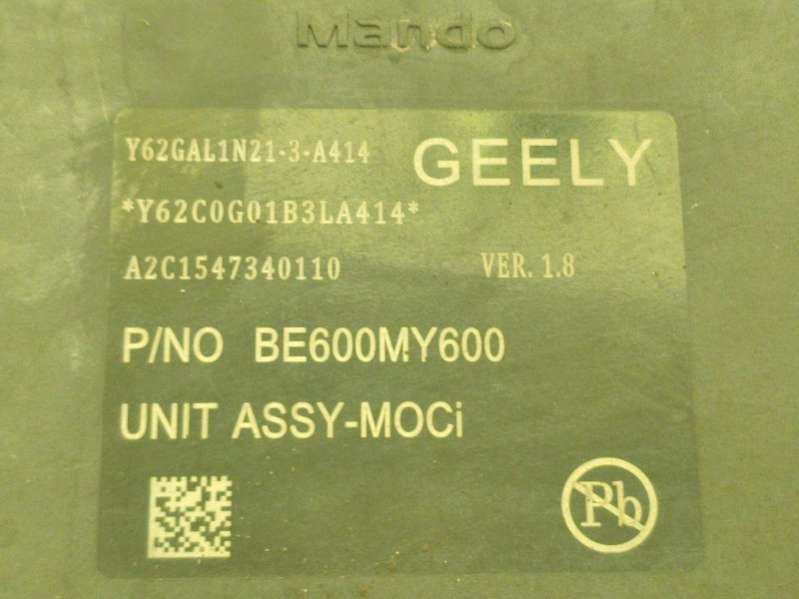 Mando
Y62GAL1N21-3-A414
GEELY
*Y62C0G01B3LA414*
A2C1547340110 VER. 1.8
P/NO BE600MY600
UNIT ASSY-MOCi
Pb